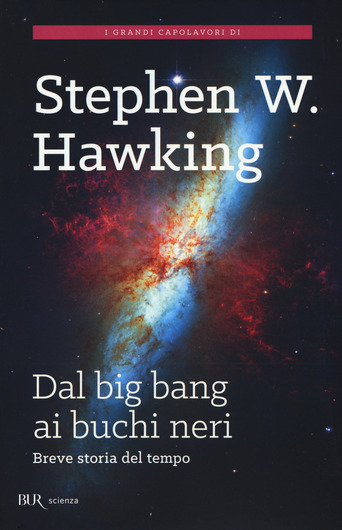 I GRANDI CAPOLAVORI DI
Stephen W.
Hawking
Dal big bang
ai buchi neri
Breve storia del tempo
BUR scienza